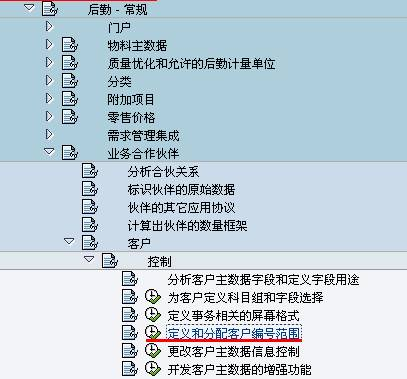 后勤 - 常规
门户
物料主数据
质量优化和允许的后勤计量单位
分类
附加项目
零售价格
需求管理集成
业务合作伙伴
分析合伙关系
标识伙伴的原始数据
伙伴的其它应用协议
计算出伙伴的数量框架
客户
控制
分析客户主数据字段和定义字段用途
为客户定义科目组和字段选择
定义事务相关的屏幕格式
定义和分配客户编号范围
更改客户主数据信息控制
开发客户主数据的增强功能